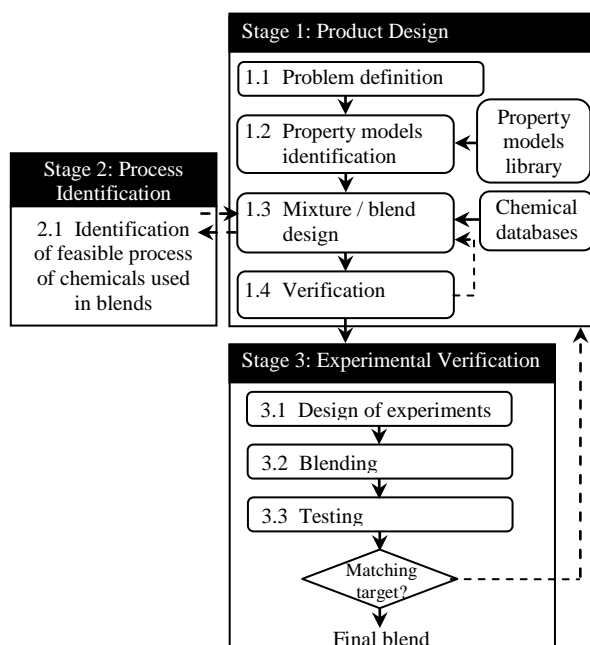 Stage 1: Product Design
1.1 Problem definition
1.2 Property models
identification
Property
models
library
Stage 2: Process
Identification
2.1 Identification
of feasible process
of chemicals used
in blends
1.3 Mixture / blend
design
Chemical
databases
1.4 Verification
Stage 3: Experimental Verification
3.1 Design of experiments
3.2 Blending
3.3 Testing
Matching
target?
Final blend